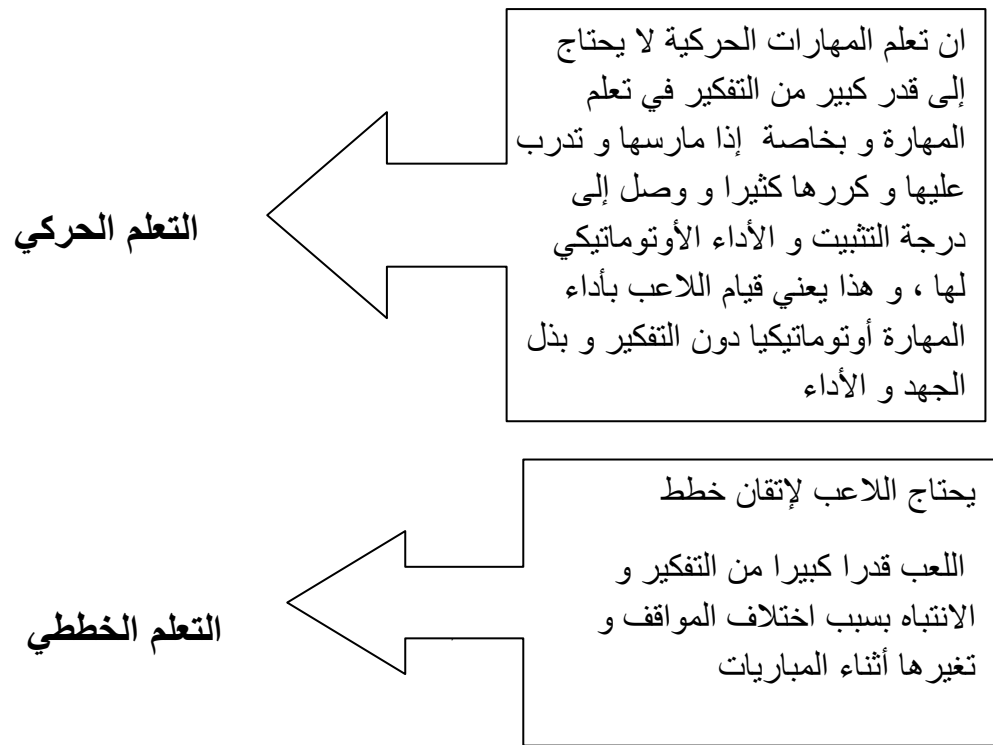 ان تعلم المهارات الحركية لا يحتاج
إلى قدر كبير من التفكير في تعلم
المهارة و بخاصة إذا مارسها و تدرب
عليها و كررها كثيرا و وصل إلى
درجة التثبيت و الأداء الأوتوماتيكي
لها ، و هذا يعني قيام اللاعب بأداء
المهارة أوتوماتيكيا دون التفكير و بذل
الجهد و الأداء
التعلم الحركي
يحتاج اللاعب لإتقان خطط
اللعب قدرا كبيرا من التفكير و
الانتباه بسبب اختلاف المواقف و
تغيرها أثناء المباريات
التعلم الخططي